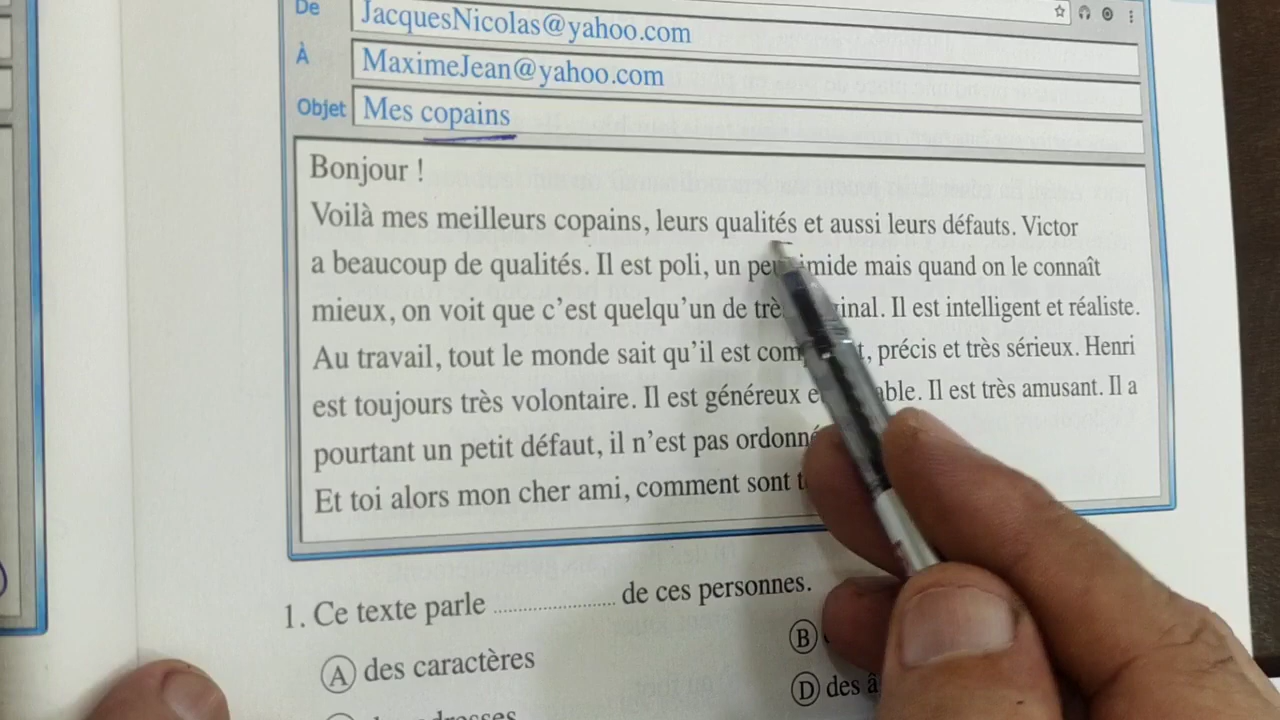 De JacquesNicolas@yahoo.com
À MaximeJean@yahoo.com
Objet Mes copains
Bonjour !
Voilà mes meilleurs copains, leurs qualités et aussi leurs défauts. Victor
a beaucoup de qualités. Il est poli, un peu timide mais quand on le connaît
mieux, on voit que c'est quelqu'un de très original. Il est intelligent et réaliste.
Au travail, tout le monde sait qu'il est , précis et très sérieux. Henri
est toujours très volontaire. Il est généreux Il est très amusant. Il a
pourtant un petit défaut, il n'est pas ordonné
Et toi alors mon cher ami, comment sont
1. Ce texte parle .................... de ces personnes.
A des caractères
B
D des